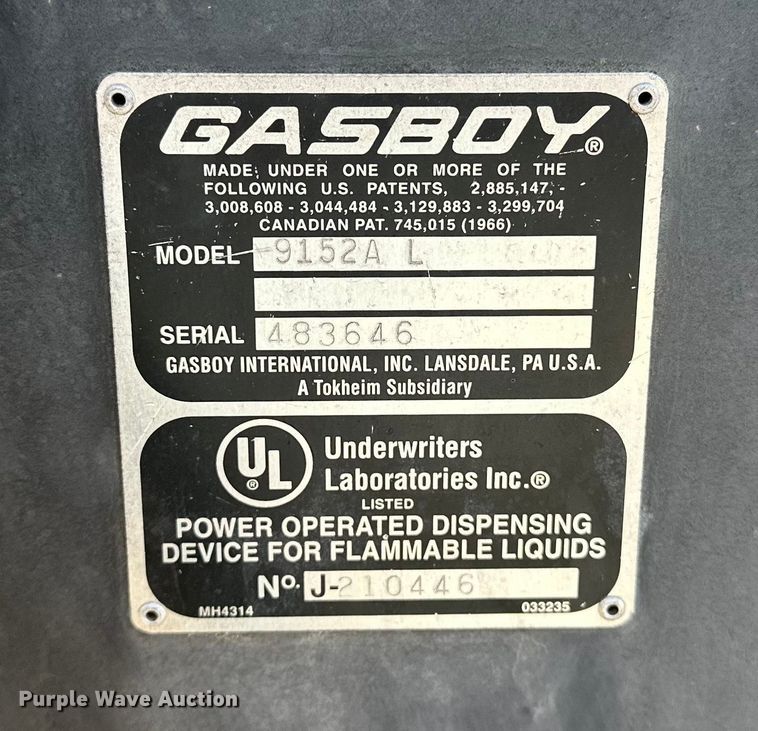 GASBOY®
MADE UNDER ONE OR MORE OF THE
FOLLOWING U.S. PATENTS, 2,885,147, -
3,008,608 - 3,044,484 - 3,129,883 - 3,299,704
CANADIAN PAT. 745,015 (1966)
MODEL 9152A L
SERIAL 483646
GASBOY INTERNATIONAL, INC. LANSDALE, PA U.S.A.
A Tokheim Subsidiary
UL ®
Underwriters
Laboratories Inc.®
LISTED
POWER OPERATED DISPENSING
DEVICE FOR FLAMMABLE LIQUIDS
No. J-210446
MH4314 033235
Purple Wave Auction